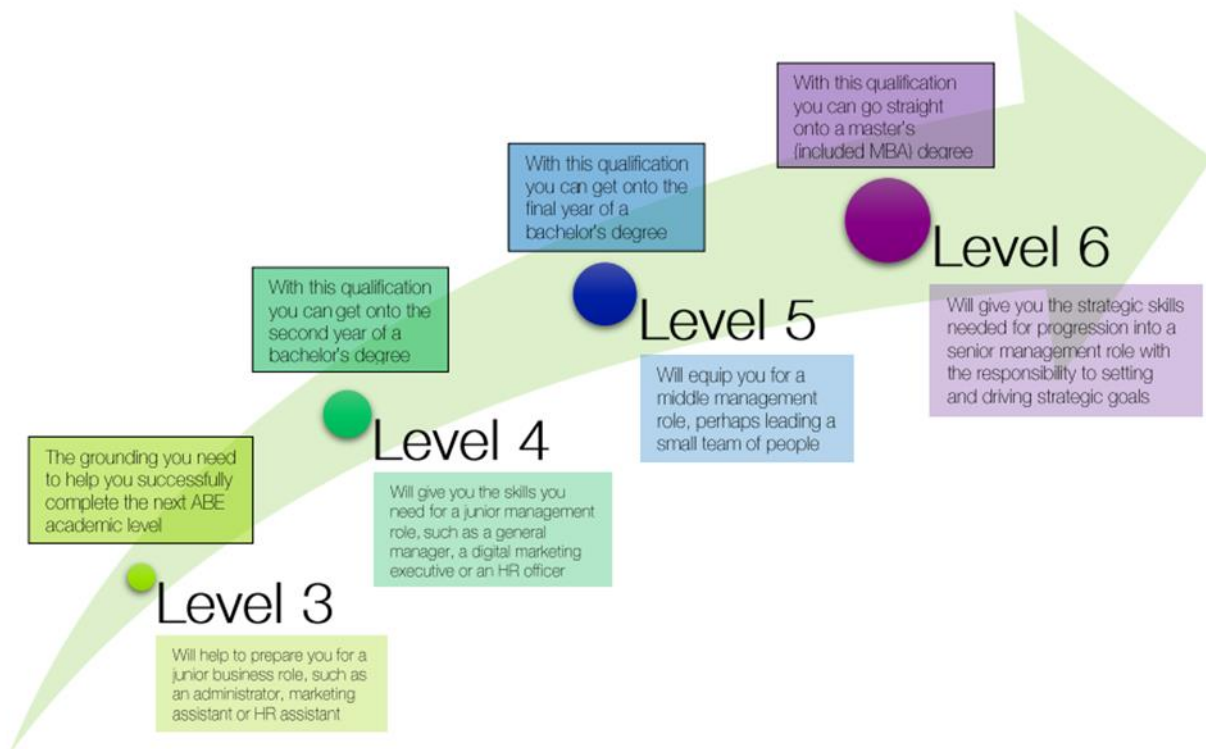 With this qualification
you can go straight
onto a master's
(included MBA) degree
With this qualification
you can get onto the
final year of a
bachelor's degree
Level 6
With this qualification
you can get onto the
second year of a
bachelor's degree
Level 5
Will give you the strategic skills
needed for progression into a
senior management role with
the responsibility to setting
and driving strategic goals
Will equip you for a
middle management
role, perhaps leading a
small team of people
Level 4
The grounding you need
to help you successfully
complete the next ABE
academic level
Will give you the skills you
need for a junior management
role, such as a general
manager, a digital marketing
executive or an HR officer
Level 3
Will help to prepare you for a
junior business role, such as
an administrator, marketing
assistant or HR assistant